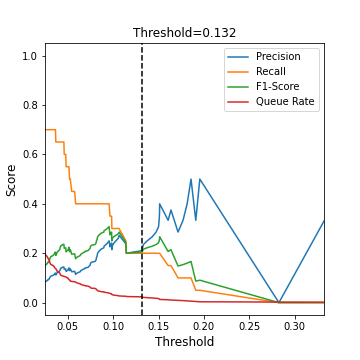 Threshold=0.132
1.0
0.8
0.6
0.4
0.2
0.0
Score
Precision
Recall
F1-Score
Queue Rate
0.05 0.10 0.15 0.20 0.25 0.30
Threshold